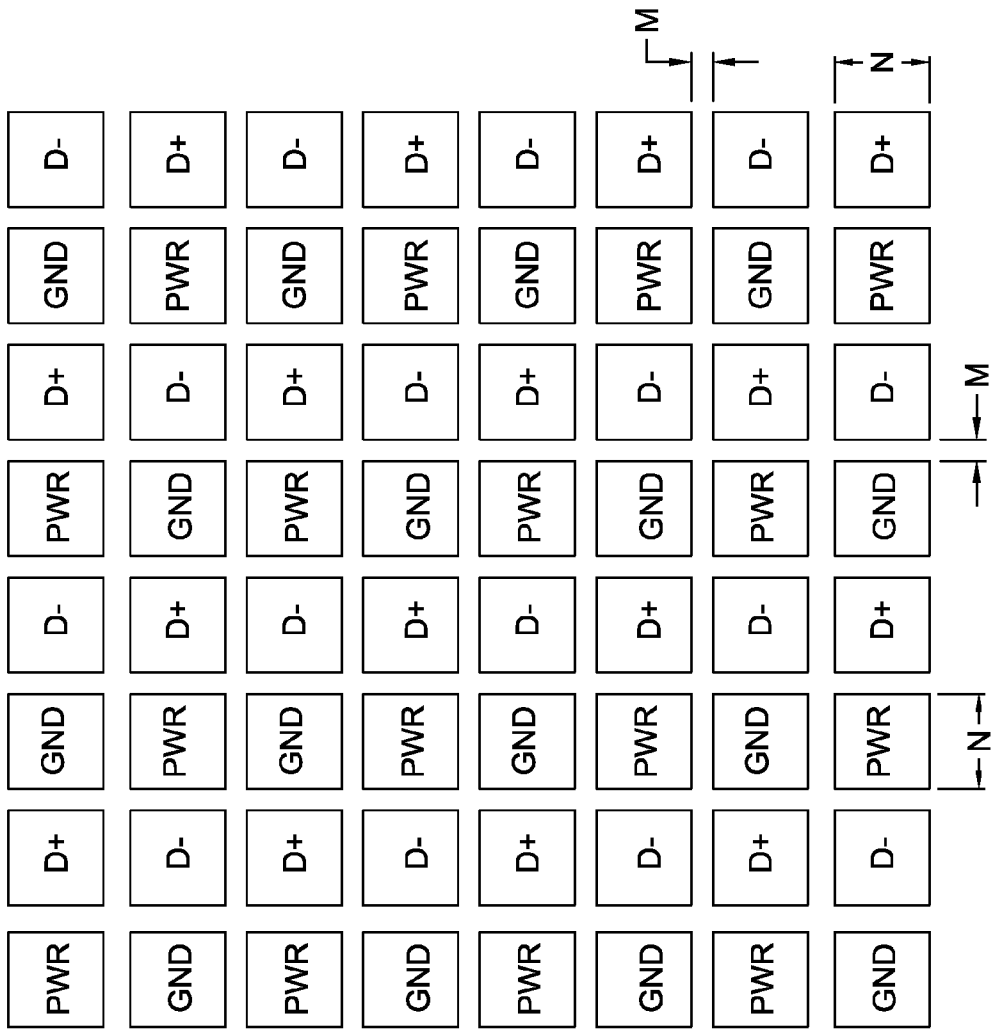 PWR D+ GND D- PWR D+ GND D-
GND D- PWR D+ GND D- PWR D+
PWR D+ GND D- PWR D+ GND D-
GND D- PWR D+ GND D- PWR D+
PWR D+ GND D- PWR D+ GND D-
GND D- PWR D+ GND D- PWR D+ M
PWR D+ GND D- PWR D+ GND D-
GND D- PWR D+ GND D- PWR D+ N
N M